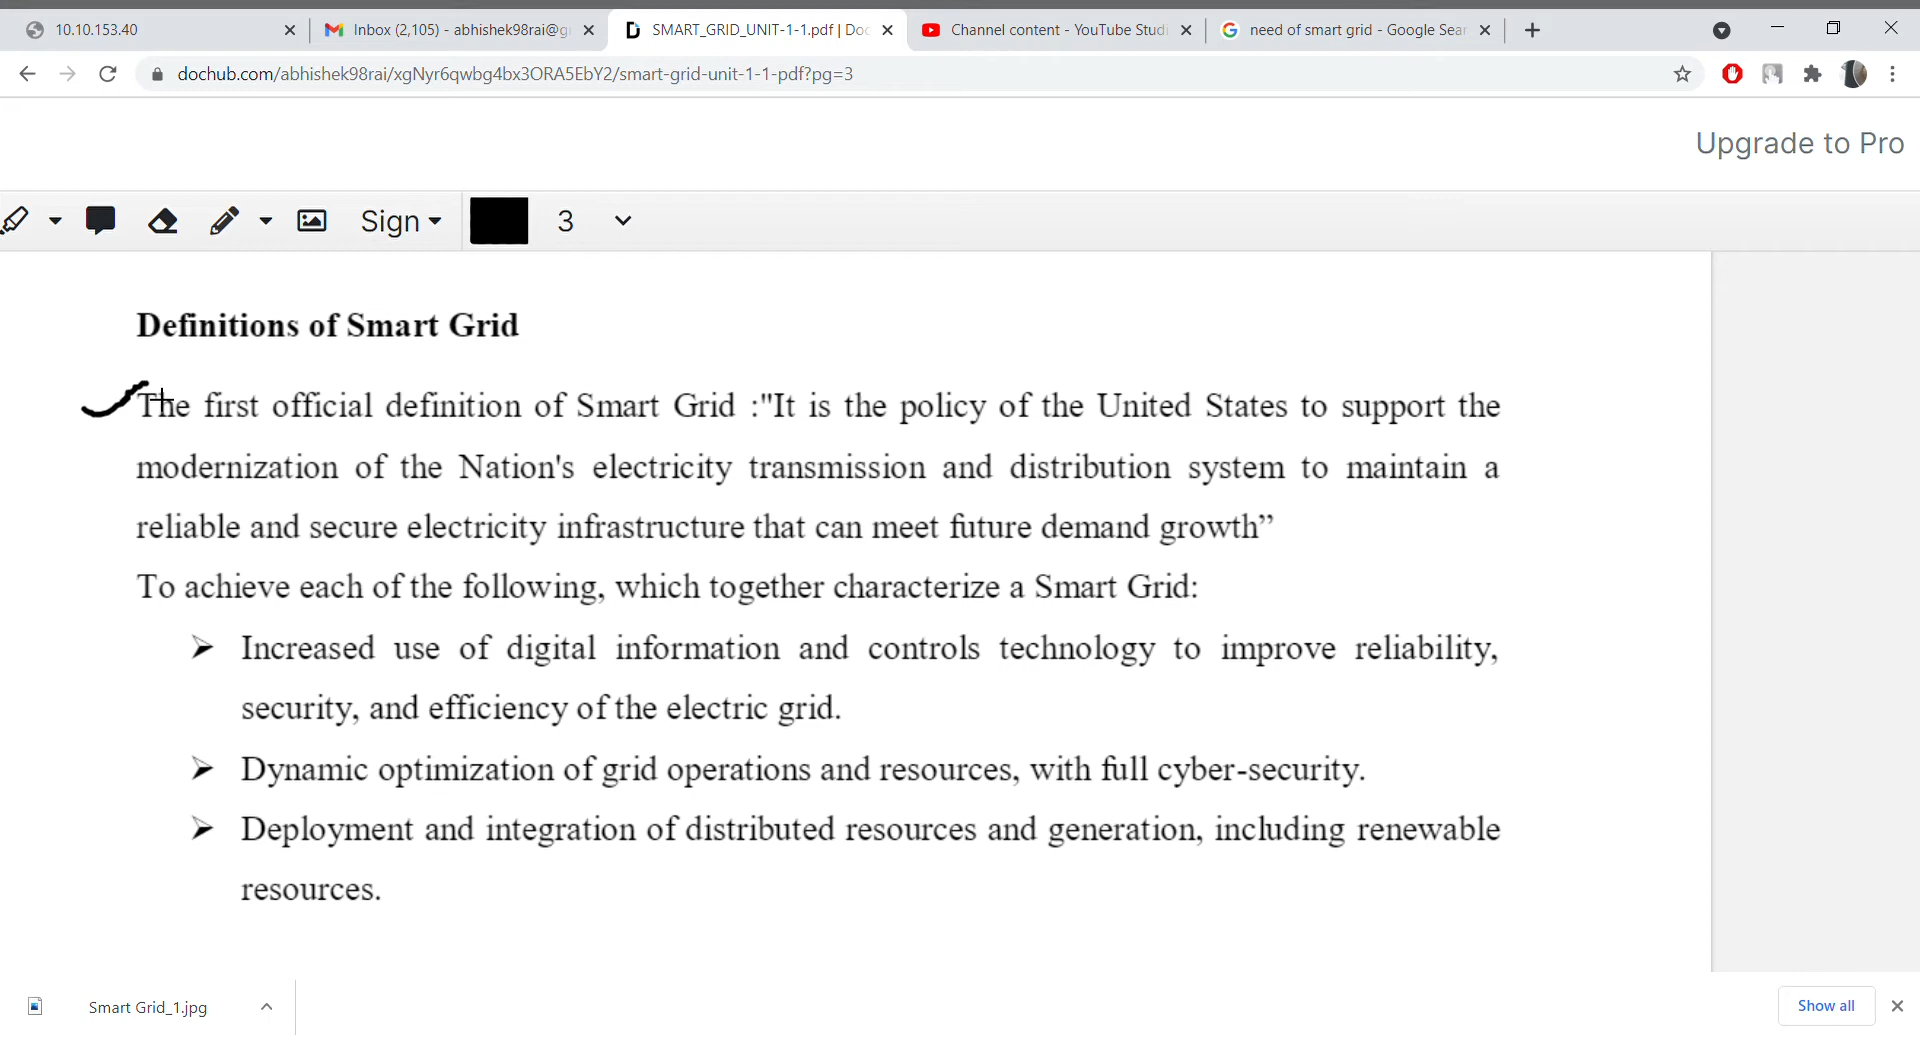 10.10.153.40
Inbox (2,105) - abhishek98rai@g
SMART_GRID_UNIT-1-1.pdf | Doc
Channel content - YouTube Studi
need of smart grid - Google Sear
dochub.com/abhishek98rai/xgNyr6qwbg4bx3ORA5EbY2/smart-grid-unit-1-1-pdf?pg=3
Upgrade to Pro
Sign
3
Definitions of Smart Grid
The first official definition of Smart Grid :"It is the policy of the United States to support the
modernization of the Nation's electricity transmission and distribution system to maintain a
reliable and secure electricity infrastructure that can meet future demand growth”
To achieve each of the following, which together characterize a Smart Grid:
➢ Increased use of digital information and controls technology to improve reliability,
security, and efficiency of the electric grid.
➢ Dynamic optimization of grid operations and resources, with full cyber-security.
➢ Deployment and integration of distributed resources and generation, including renewable
resources.
Smart Grid_1.jpg
Show all